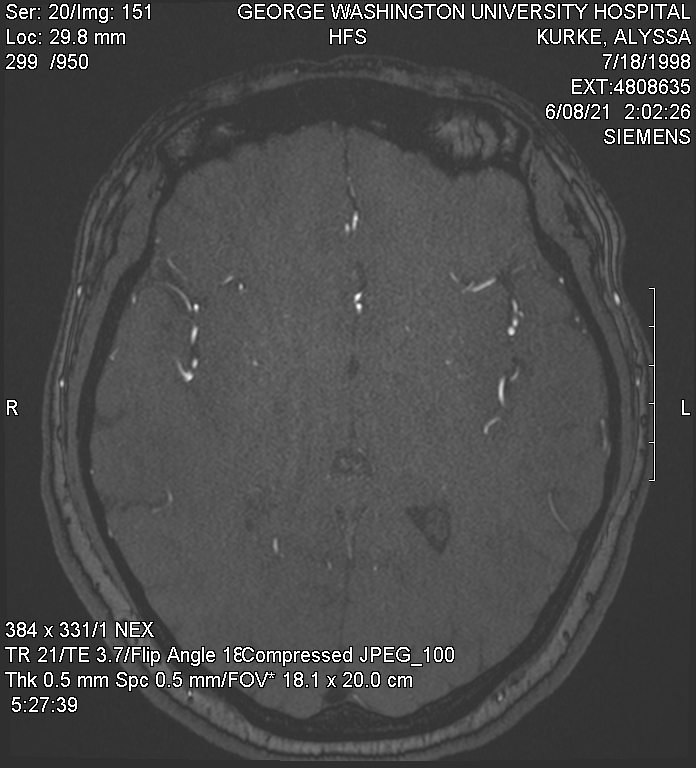 Ser: 20/Img: 151
GEORGE WASHINGTON UNIVERSITY HOSPITAL
Loc: 29.8 mm
HFS
KURKE, ALYSSA
299 /950
7/18/1998
EXT:4808635
6/08/21 2:02:26
SIEMENS
R
L
384 x 331/1 NEX
TR 21/TE 3.7/Flip Angle 18Compressed JPEG_100
Thk 0.5 mm Spc 0.5 mm/FOV* 18.1 x 20.0 cm
5:27:39